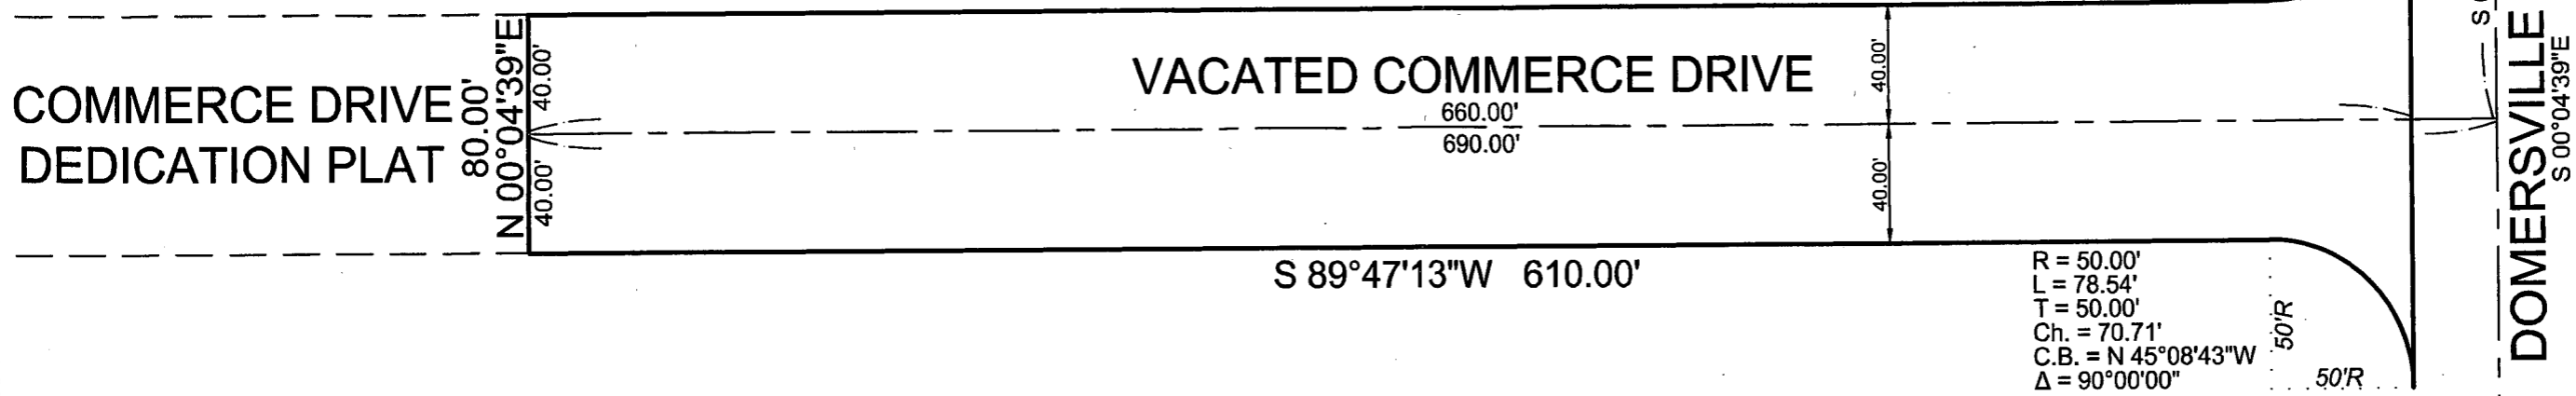 COMMERCE DRIVE
DEDICATION PLAT
80.00'
N 00°04'39"E
40.00'
40.00'
VACATED COMMERCE DRIVE
660.00'
690.00'
40.00'
40.00'
S 89°47'13"W 610.00'
R = 50.00'
L = 78.54'
T = 50.00'
Ch. = 70.71'
C.B. = N 45°08'43"W
Δ = 90°00'00"
50'R
50'R
S
DOMERSVILLE
S 00°04'39"E